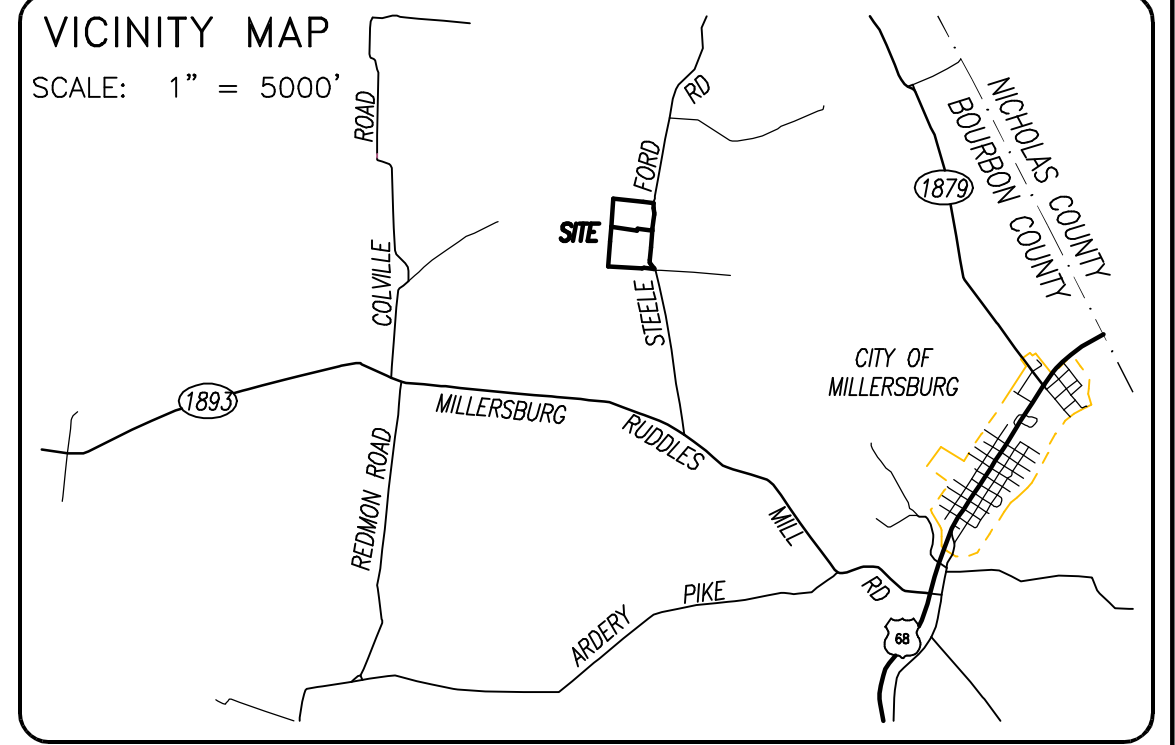 VICINITY MAP
SCALE: 1" = 5000'
ROAD
RD
FORD
NICHOLAS COUNTY
BOURBON COUNTY
1879
SITE
COLVILLE
STEELE
CITY OF
MILLERSBURG
1893
MILLERSBURG
RUDDLES
REDMON ROAD
MILL
RD
PIKE
ARDERY
68